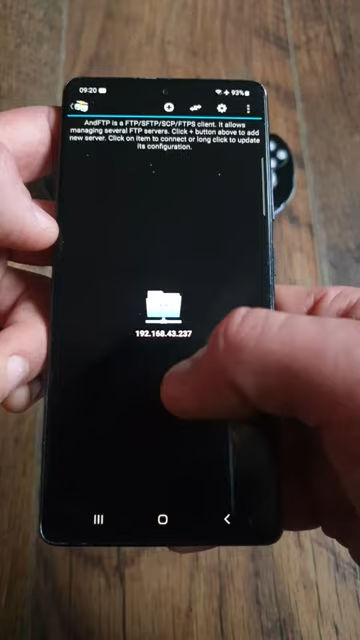 09:20
93%
AndFTP is a FTP/SFTP/SCP/FTPS client. It allows
managing several FTP servers. Click + button above to add
new server. Click on item to connect or long click to update
its configuration.
192.168.43.237